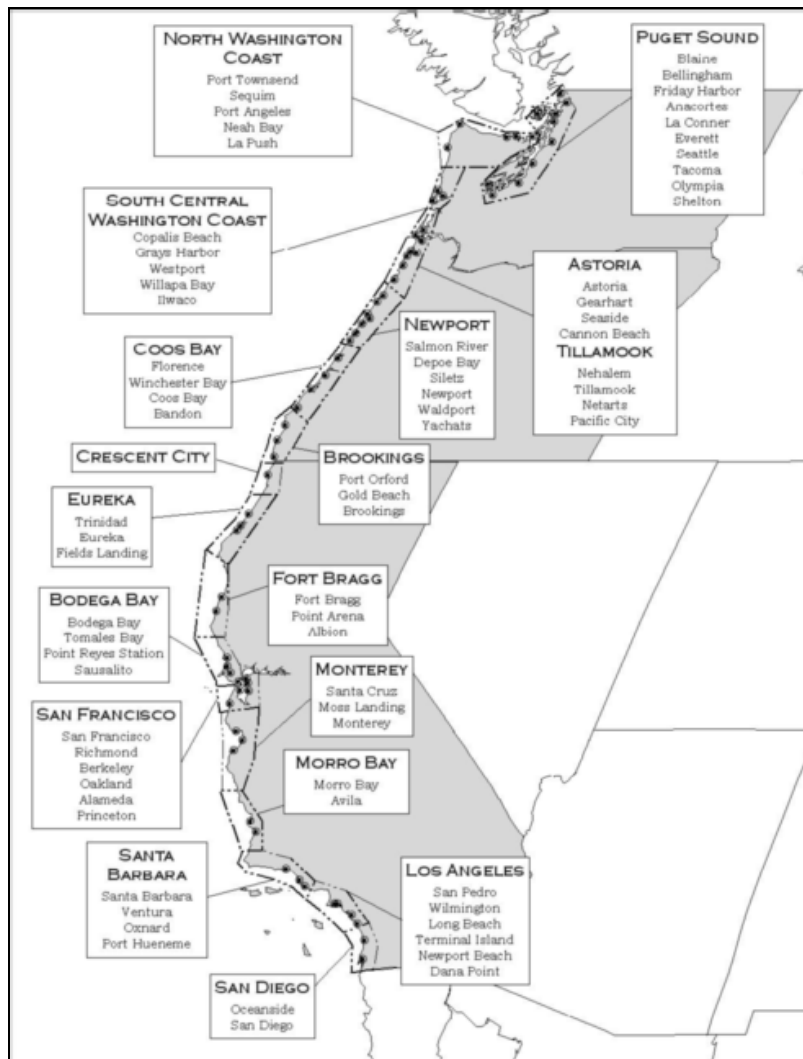 NORTH WASHINGTON
COAST
Port Townsend
Sequim
Port Angeles
Neah Bay
La Push
PUGET SOUND
Blaine
Bellingham
Friday Harbor
Anacortes
La Conner
Everett
Seattle
Tacoma
Olympia
Shelton
SOUTH CENTRAL
WASHINGTON COAST
Copalis Beach
Grays Harbor
Westport
Willapa Bay
Ilwaco
ASTORIA
Astoria
Gearhart
Seaside
Cannon Beach
TILLAMOOK
Nehalem
Tillamook
Netarts
Pacific City
NEWPORT
Salmon River
Depoe Bay
Siletz
Newport
Waldport
Yachats
COOS BAY
Florence
Winchester Bay
Coos Bay
Bandon
CRESCENT CITY
BROOKINGS
Port Orford
Gold Beach
Brookings
EUREKA
Trinidad
Eureka
Fields Landing
FORT BRAGG
Fort Bragg
Point Arena
Albion
BODEGA BAY
Bodega Bay
Tomales Bay
Point Reyes Station
Sausalito
MONTEREY
Santa Cruz
Moss Landing
Monterey
SAN FRANCISCO
San Francisco
Richmond
Berkeley
Oakland
Alameda
Princeton
MORRO BAY
Morro Bay
Avila
SANTA
BARBARA
Santa Barbara
Ventura
Oxnard
Port Hueneme
LOS ANGELES
San Pedro
Wilmington
Long Beach
Terminal Island
Newport Beach
Dana Point
SAN DIEGO
Oceanside
San Diego